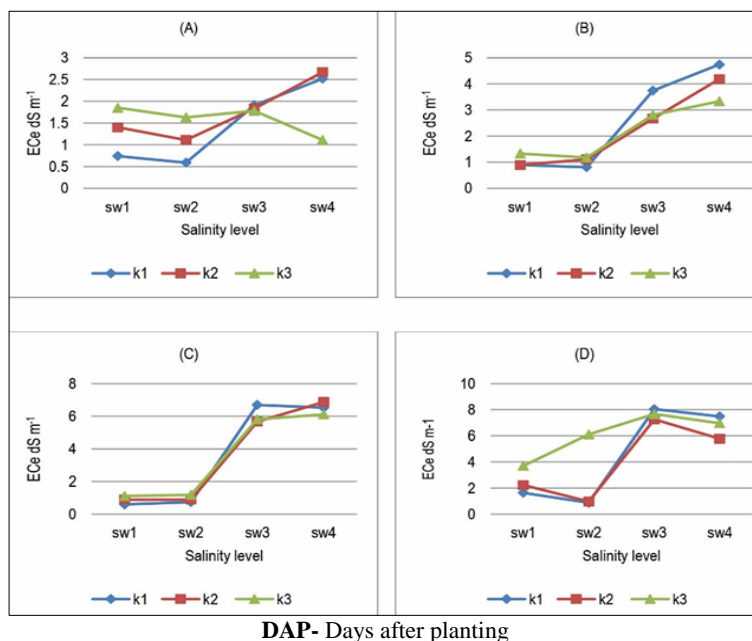 (A)
3
2.5
2
1.5
1
0.5
0
ECe dS m⁻¹
sw1 sw2 sw3 sw4
Salinity level
k1 k2 k3
(B)
5
4
3
2
1
0
ECe dS m⁻¹
sw1 sw2 sw3 sw4
Salinity level
k1 k2 k3
(C)
8
6
4
2
0
ECe dS m⁻¹
sw1 sw2 sw3 sw4
Salinity level
k1 k2 k3
(D)
10
8
6
4
2
0
ECe dS m-1
sw1 sw2 sw3 sw4
Salinity level
k1 k2 k3
DAP- Days after planting